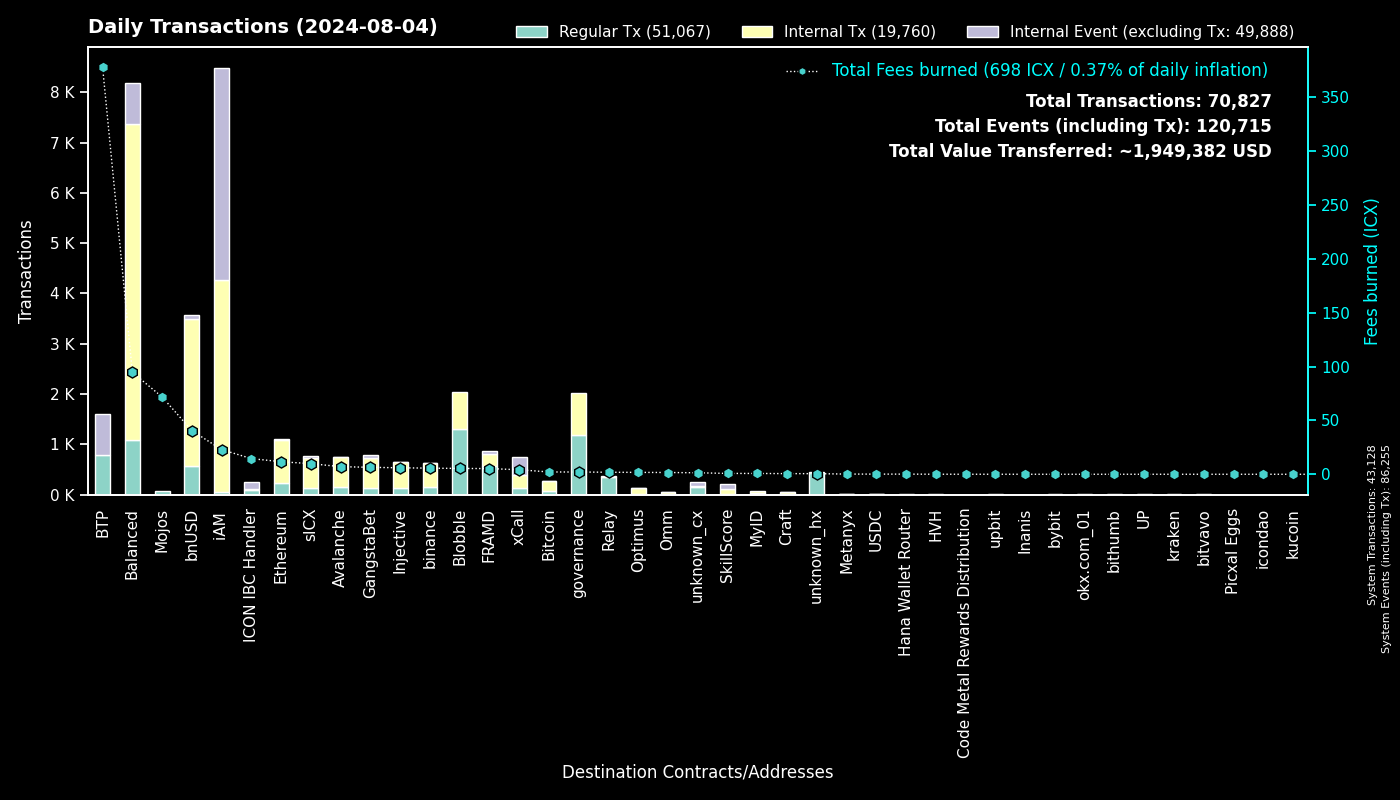 Daily Transactions (2024-08-04)
Regular Tx (51,067)
Internal Tx (19,760)
Internal Event (excluding Tx: 49,888)
Total Fees burned (698 ICX / 0.37% of daily inflation)
Total Transactions: 70,827
Total Events (including Tx): 120,715
Total Value Transferred: ~1,949,382 USD
Transactions
8 K
7 K
6 K
5 K
4 K
3 K
2 K
1 K
0 K
350
300
250
200
150
100
50
0
Fees burned (ICX)
BTP
Balanced
Mojos
bnUSD
iAM
ICON IBC Handler
Ethereum
sICX
Avalanche
GangstaBet
Injective
binance
Blobble
FRAMD
xCall
Bitcoin
governance
Relay
Optimus
Omm
unknown_cx
SkillScore
MyID
Craft
unknown_hx
Metanyx
USDC
Hana Wallet Router
HVH
Code Metal Rewards Distribution
upbit
Inanis
bybit
okx.com_01
bithumb
UP
kraken
bitvavo
Picxal Eggs
icondao
kucoin
Destination Contracts/Addresses
System Transactions: 43,128
System Events (including Tx): 86,255